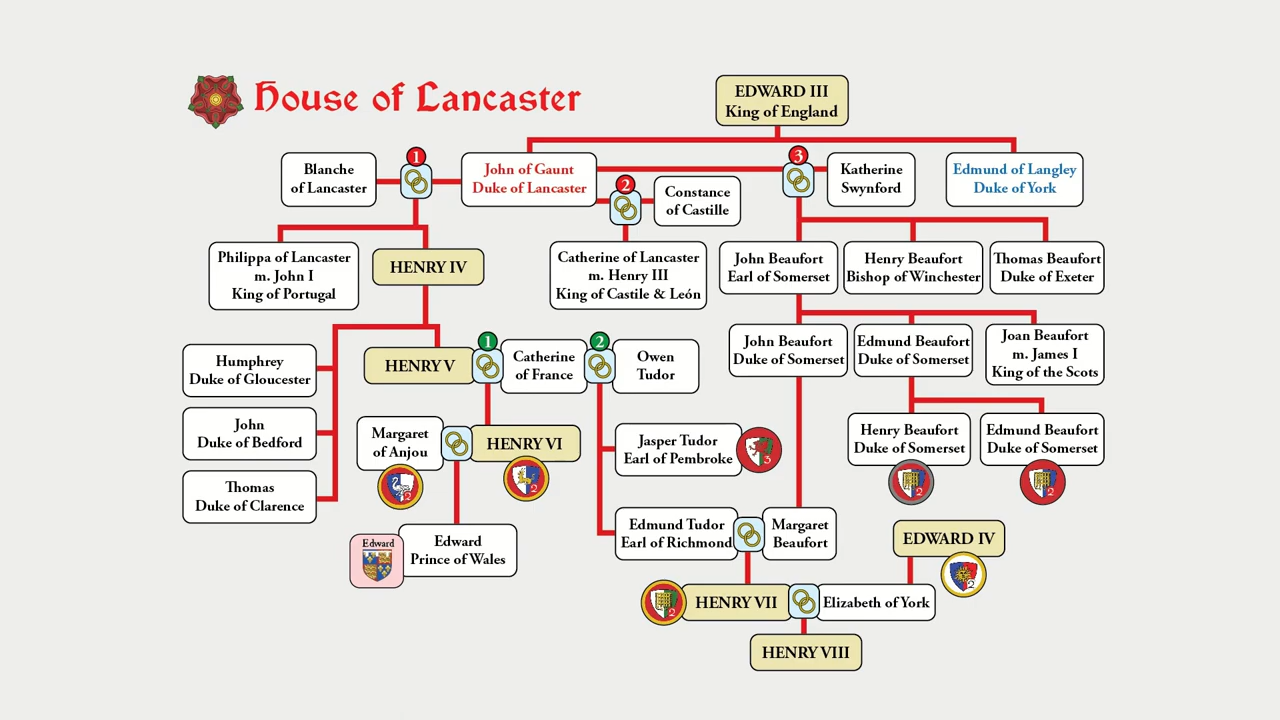 House of Lancaster
EDWARD III
King of England
1
3
Blanche
of Lancaster
John of Gaunt
Duke of Lancaster
2
Constance
of Castille
Katherine
Swynford
Edmund of Langley
Duke of York
Philippa of Lancaster
m. John I
King of Portugal
HENRY IV
Catherine of Lancaster
m. Henry III
King of Castile & León
John Beaufort
Earl of Somerset
Henry Beaufort
Bishop of Winchester
Thomas Beaufort
Duke of Exeter
Humphrey
Duke of Gloucester
HENRY V
1
Catherine
of France
2
Owen
Tudor
John Beaufort
Duke of Somerset
Edmund Beaufort
Duke of Somerset
Joan Beaufort
m. James I
King of the Scots
John
Duke of Bedford
Margaret
of Anjou
2
HENRY VI
2
Jasper Tudor
Earl of Pembroke
3
Henry Beaufort
Duke of Somerset
2
Edmund Beaufort
Duke of Somerset
2
Thomas
Duke of Clarence
Edward
Edward
Prince of Wales
Edmund Tudor
Earl of Richmond
Margaret
Beaufort
EDWARD IV
2
2
HENRY VII
Elizabeth of York
HENRY VIII